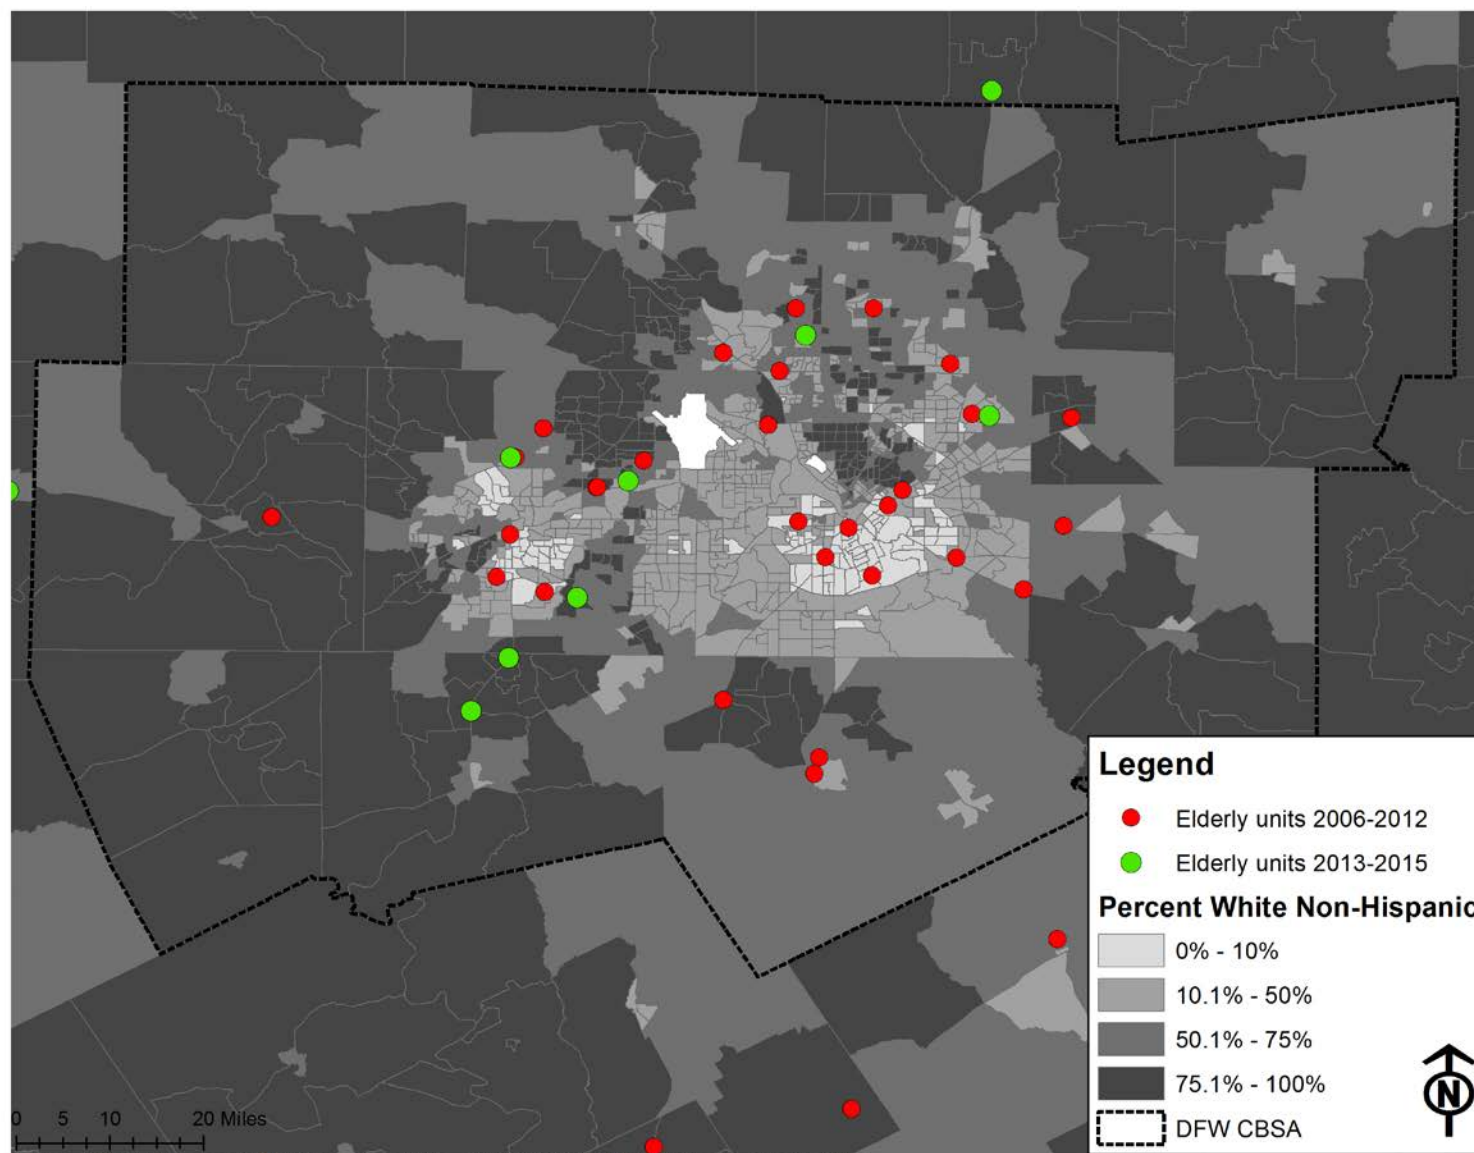 Legend
Elderly units 2006-2012
Elderly units 2013-2015
Percent White Non-Hispanic
0% - 10%
10.1% - 50%
50.1% - 75%
75.1% - 100%
DFW CBSA
N
0 5 10 20 Miles